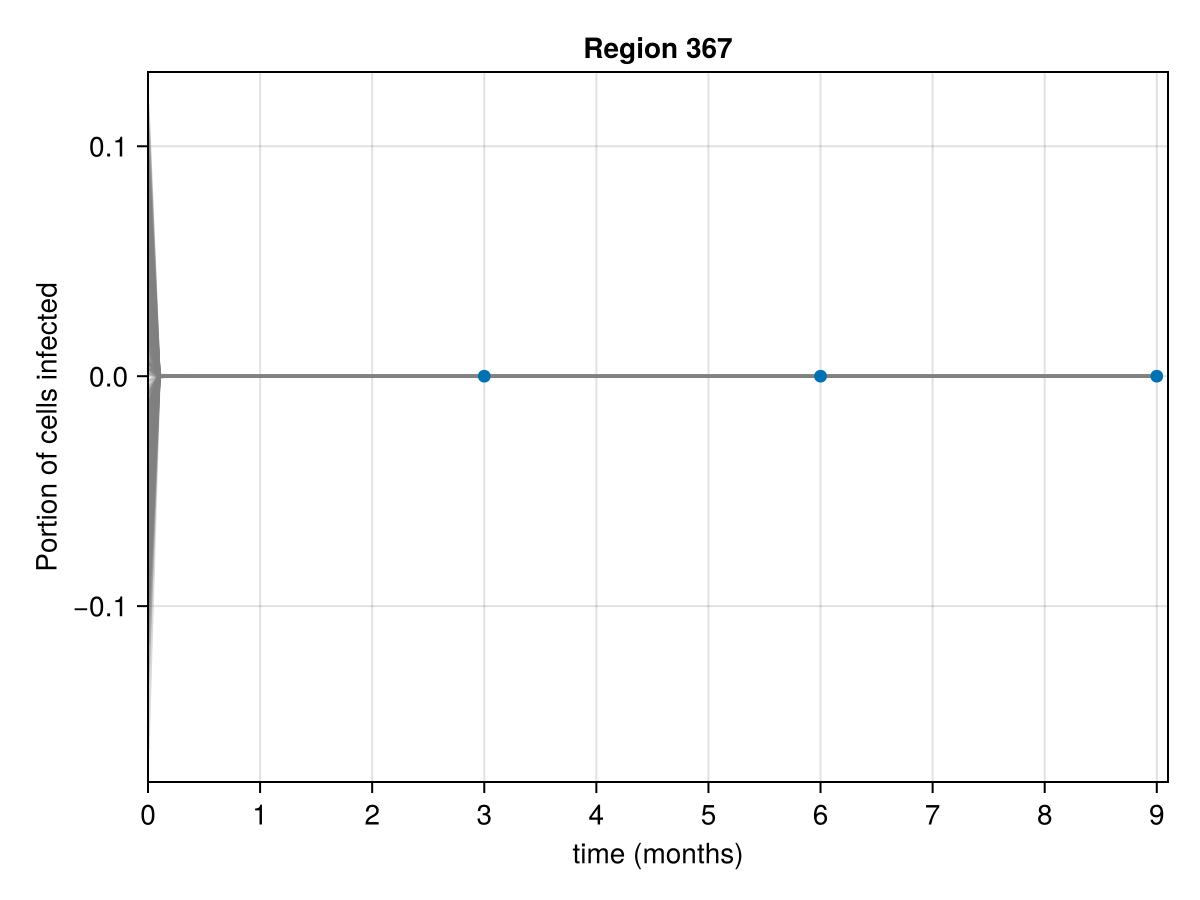 Region 367
Portion of cells infected
0.1
0.0
−0.1
0 1 2 3 4 5 6 7 8 9
time (months)